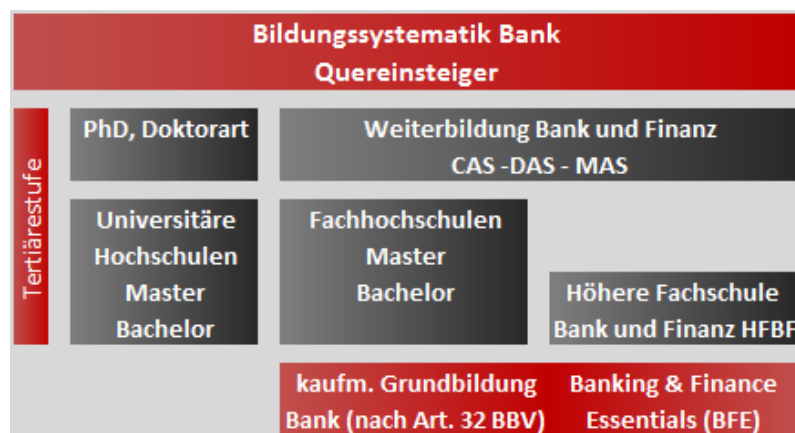 Bildungssystematik Bank
Quereinsteiger
Tertiärestufe
PhD, Doktorart
Weiterbildung Bank und Finanz
CAS -DAS - MAS
Universitäre
Hochschulen
Master
Bachelor
Fachhochschulen
Master
Bachelor
Höhere Fachschule
Bank und Finanz HFBF
kaufm. Grundbildung
Bank (nach Art. 32 BBV)
Banking & Finance
Essentials (BFE)